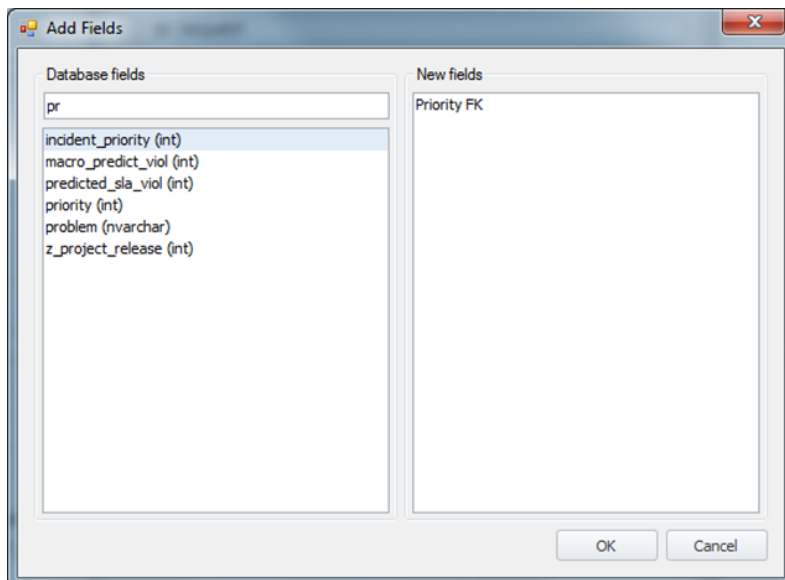 Add Fields
Database fields
pr
incident_priority (int)
macro_predict_viol (int)
predicted_sla_viol (int)
priority (int)
problem (nvarchar)
z_project_release (int)
New fields
Priority FK
OK
Cancel